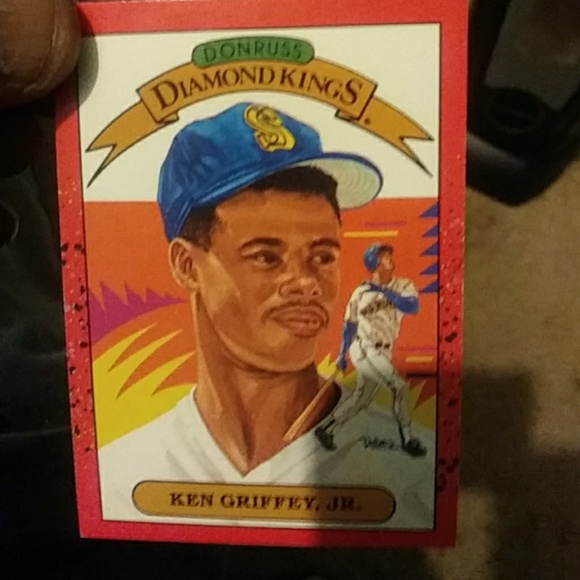 DONRUSS
DIAMOND KINGS®
S
KEN GRIFFEY, JR.